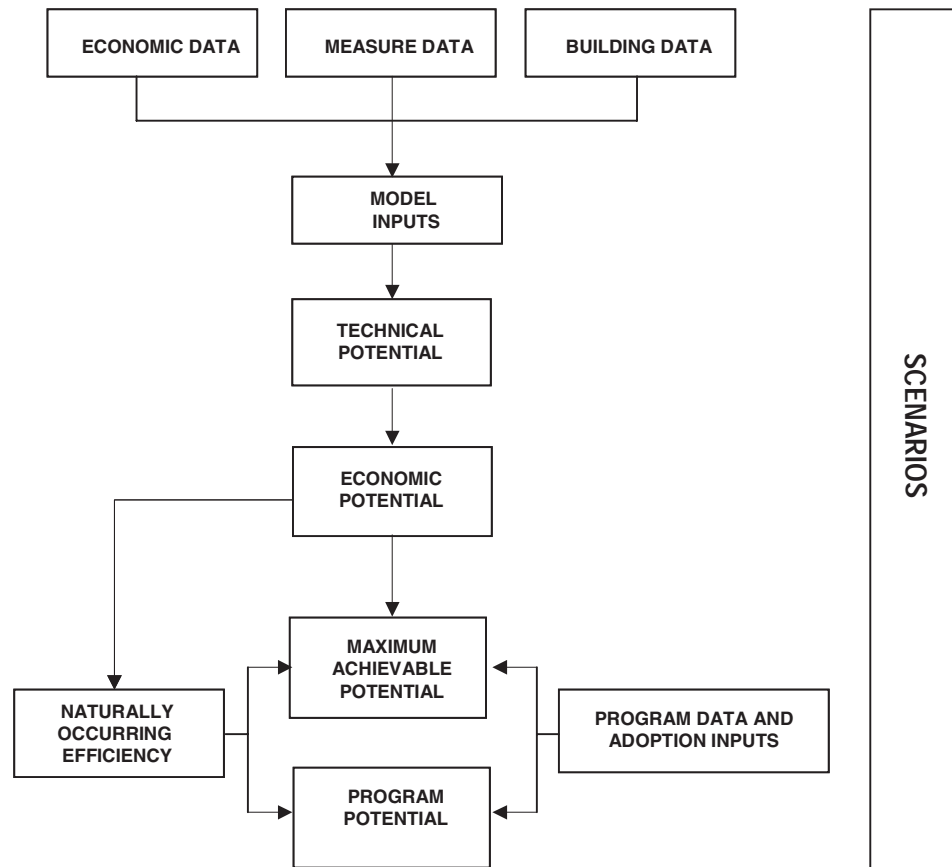 ECONOMIC DATA
MEASURE DATA
BUILDING DATA
MODEL
INPUTS
TECHNICAL
POTENTIAL
ECONOMIC
POTENTIAL
MAXIMUM
ACHIEVABLE
POTENTIAL
NATURALLY
OCCURRING
EFFICIENCY
PROGRAM DATA AND
ADOPTION INPUTS
PROGRAM
POTENTIAL
SCENARIOS